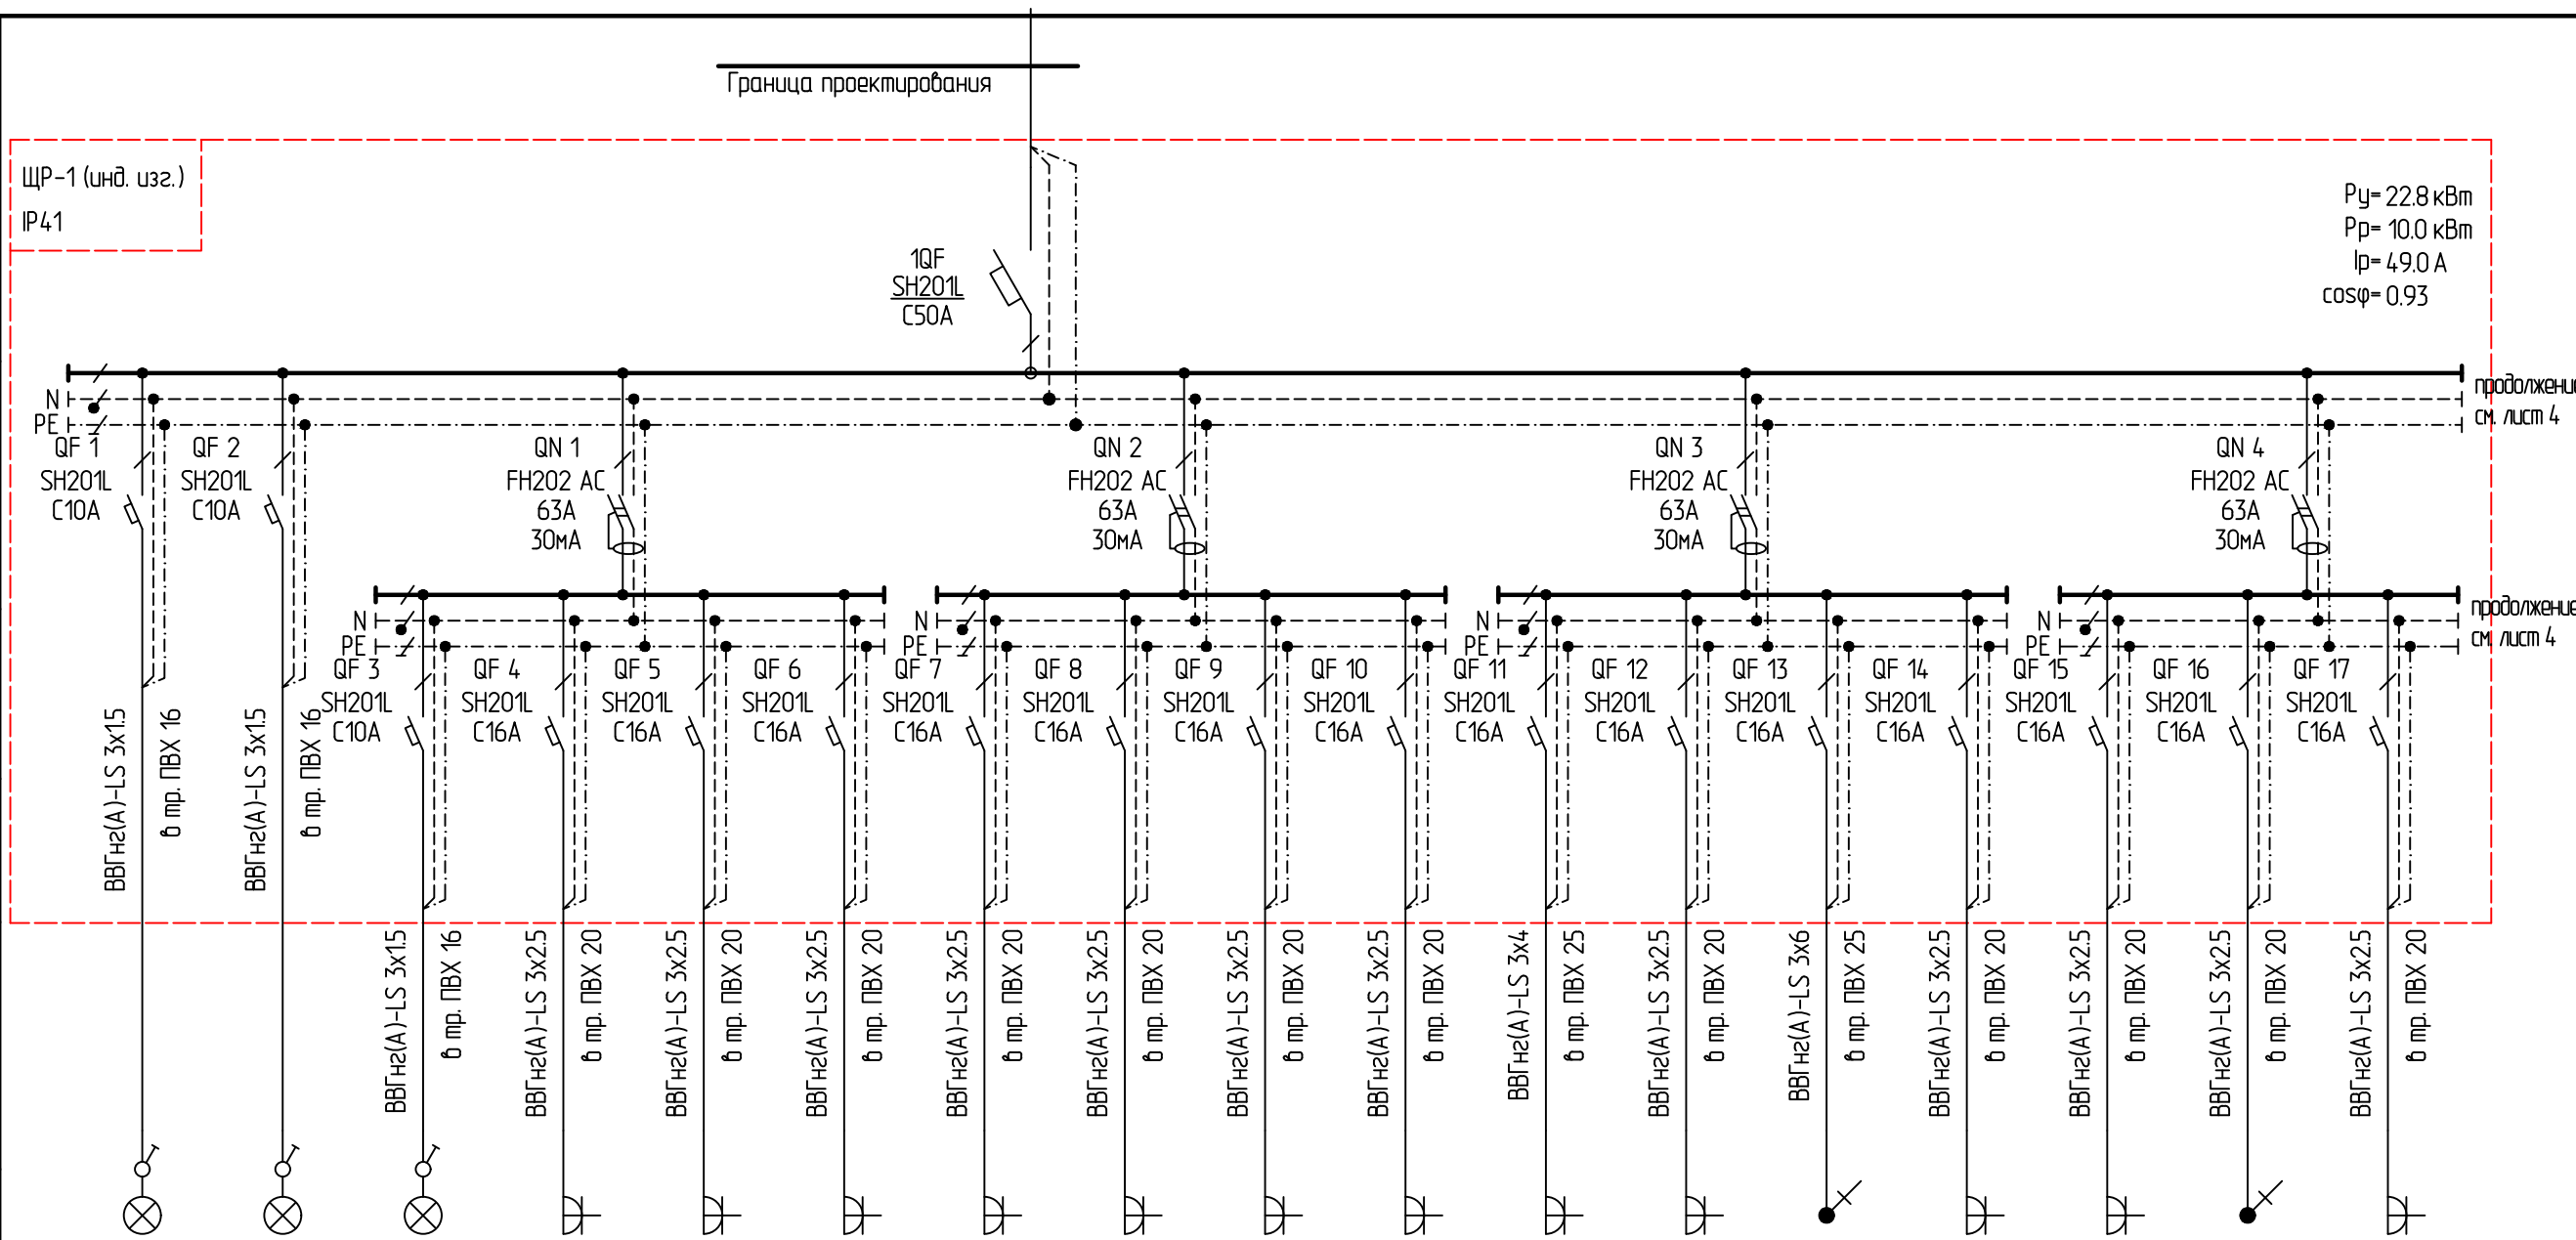 Граница проектирования
ЩР-1 (инд. изг.)
IP41
Ру= 22.8 кВт
Рр= 10.0 кВт
Iр= 49.0 А
cosφ= 0.93
1QF
SH201L
C50A
N
PE
продолжение
см. лист 4
QF 1
SH201L
C10A
QF 2
SH201L
C10A
QN 1
FH202 AC
63A
30мА
QN 2
FH202 AC
63A
30мА
QN 3
FH202 AC
63A
30мА
QN 4
FH202 AC
63A
30мА
N
PE
N
PE
N
PE
N
PE
продолжение
см. лист 4
QF 3
SH201L
C10A
QF 4
SH201L
C16A
QF 5
SH201L
C16A
QF 6
SH201L
C16A
QF 7
SH201L
C16A
QF 8
SH201L
C16A
QF 9
SH201L
C16A
QF 10
SH201L
C16A
QF 11
SH201L
C16A
QF 12
SH201L
C16A
QF 13
SH201L
C16A
QF 14
SH201L
C16A
QF 15
SH201L
C16A
QF 16
SH201L
C16A
QF 17
SH201L
C16A
ВВГнг(А)-LS 3х1.5
в тр. ПВХ 16
ВВГнг(А)-LS 3х1.5
в тр. ПВХ 16
ВВГнг(А)-LS 3х1.5
в тр. ПВХ 16
ВВГнг(А)-LS 3х2.5
в тр. ПВХ 20
ВВГнг(А)-LS 3х2.5
в тр. ПВХ 20
ВВГнг(А)-LS 3х2.5
в тр. ПВХ 20
ВВГнг(А)-LS 3х2.5
в тр. ПВХ 20
ВВГнг(А)-LS 3х2.5
в тр. ПВХ 20
ВВГнг(А)-LS 3х2.5
в тр. ПВХ 20
ВВГнг(А)-LS 3х2.5
в тр. ПВХ 20
ВВГнг(А)-LS 3х4
в тр. ПВХ 25
ВВГнг(А)-LS 3х2.5
в тр. ПВХ 20
ВВГнг(А)-LS 3х6
в тр. ПВХ 25
ВВГнг(А)-LS 3х2.5
в тр. ПВХ 20
ВВГнг(А)-LS 3х2.5
в тр. ПВХ 20
ВВГнг(А)-LS 3х2.5
в тр. ПВХ 20
ВВГнг(А)-LS 3х2.5
в тр. ПВХ 20